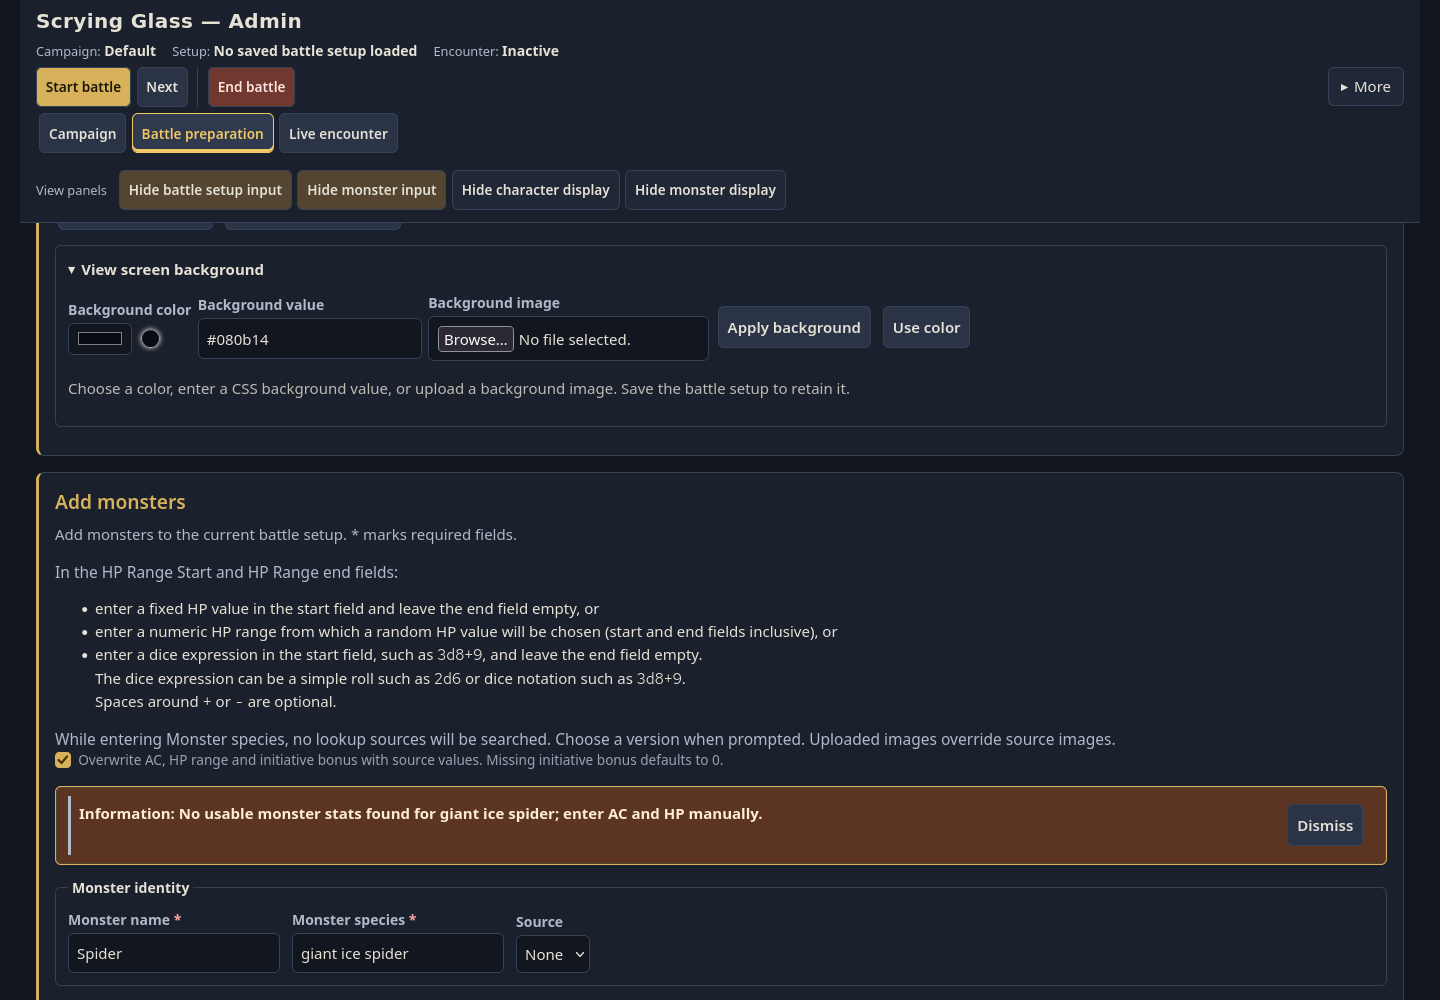 Scrying Glass — Admin
Campaign: Default Setup: No saved battle setup loaded Encounter: Inactive
Start battle Next End battle ▸ More
Campaign Battle preparation Live encounter
View panels Hide battle setup input Hide monster input Hide character display Hide monster display
▾ View screen background
Background color Background value Background image
#080b14 Browse... No file selected. Apply background Use color
Choose a color, enter a CSS background value, or upload a background image. Save the battle setup to retain it.
Add monsters
Add monsters to the current battle setup. * marks required fields.
In the HP Range Start and HP Range end fields:
• enter a fixed HP value in the start field and leave the end field empty, or
• enter a numeric HP range from which a random HP value will be chosen (start and end fields inclusive), or
• enter a dice expression in the start field, such as 3d8+9, and leave the end field empty.
The dice expression can be a simple roll such as 2d6 or dice notation such as 3d8+9.
Spaces around + or - are optional.
While entering Monster species, no lookup sources will be searched. Choose a version when prompted. Uploaded images override source images.
Overwrite AC, HP range and initiative bonus with source values. Missing initiative bonus defaults to 0.
Information: No usable monster stats found for giant ice spider; enter AC and HP manually. Dismiss
Monster identity
Monster name * Monster species * Source
Spider giant ice spider None